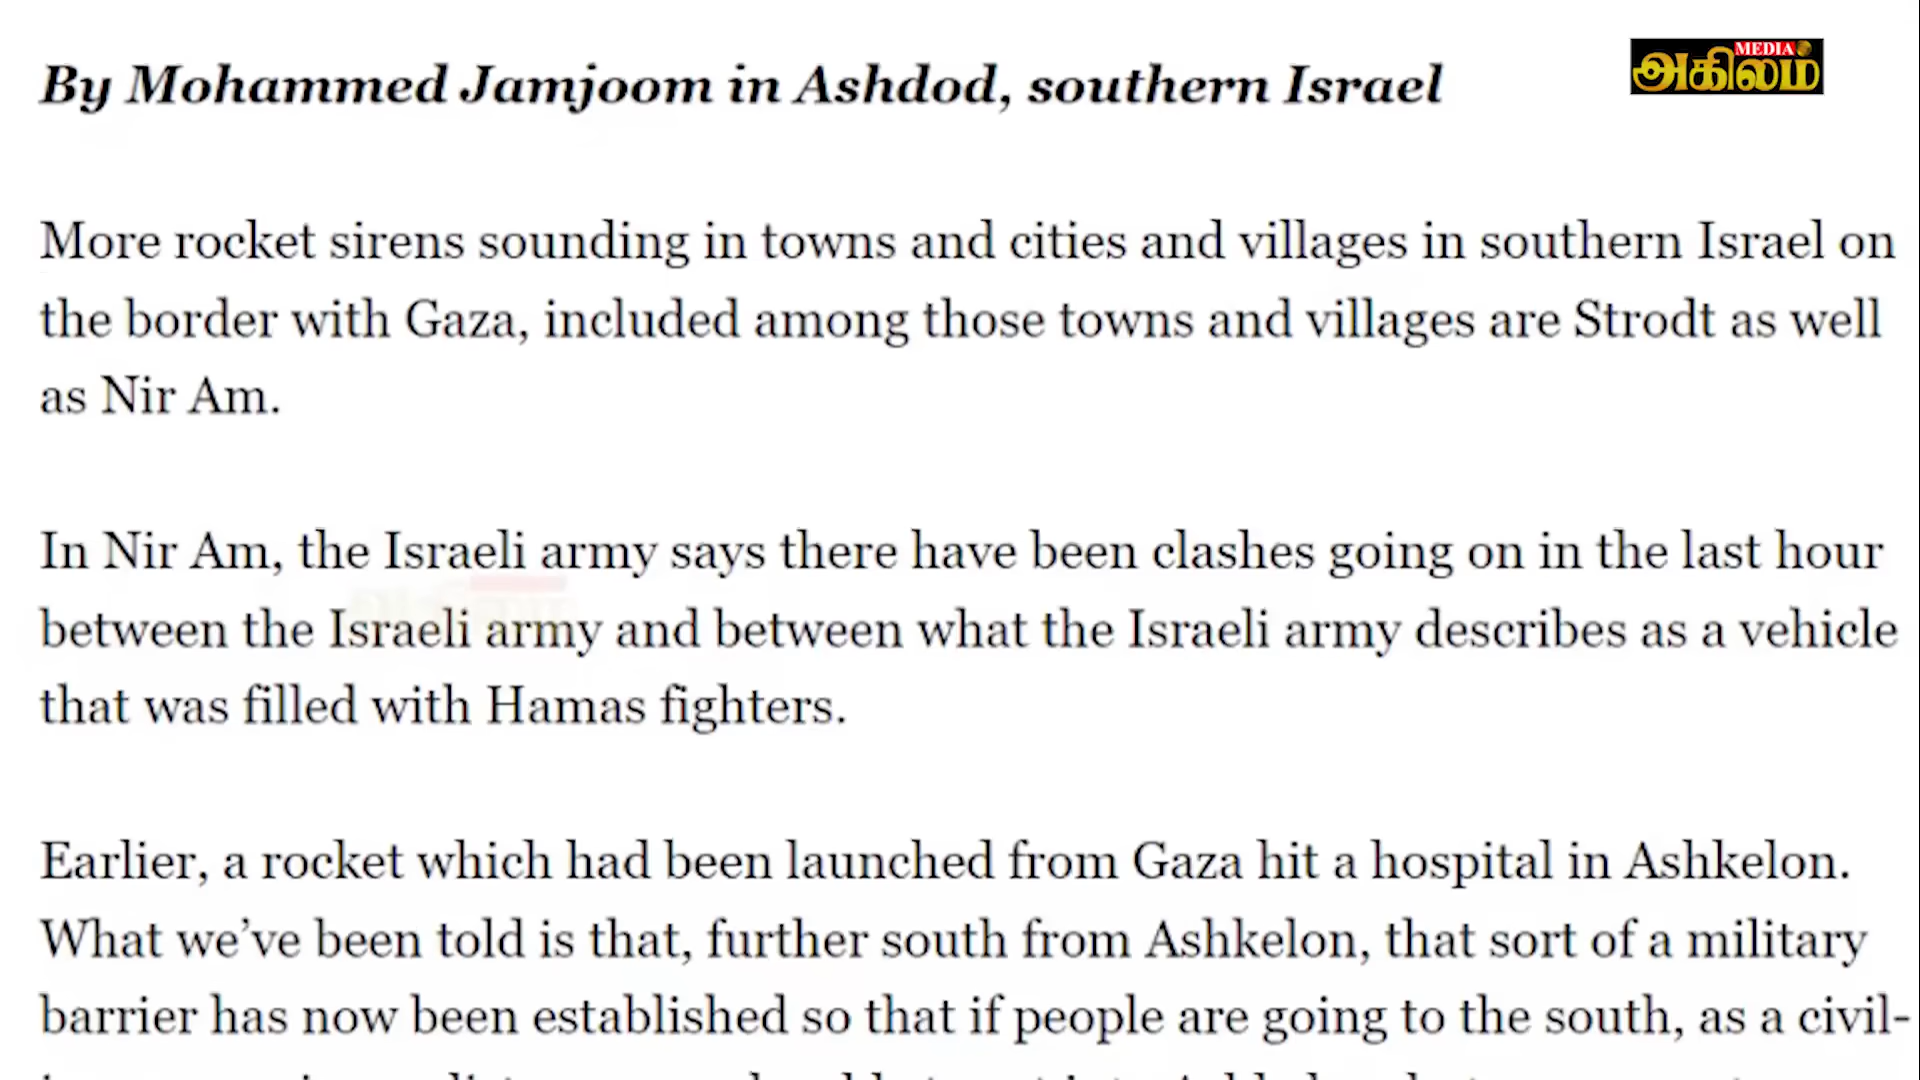 By Mohammed Jamjoom in Ashdod, southern Israel
MEDIA
அகிலம்
More rocket sirens sounding in towns and cities and villages in southern Israel on
the border with Gaza, included among those towns and villages are Strodt as well
as Nir Am.
In Nir Am, the Israeli army says there have been clashes going on in the last hour
between the Israeli army and between what the Israeli army describes as a vehicle
that was filled with Hamas fighters.
Earlier, a rocket which had been launched from Gaza hit a hospital in Ashkelon.
What we’ve been told is that, further south from Ashkelon, that sort of a military
barrier has now been established so that if people are going to the south, as a civil-